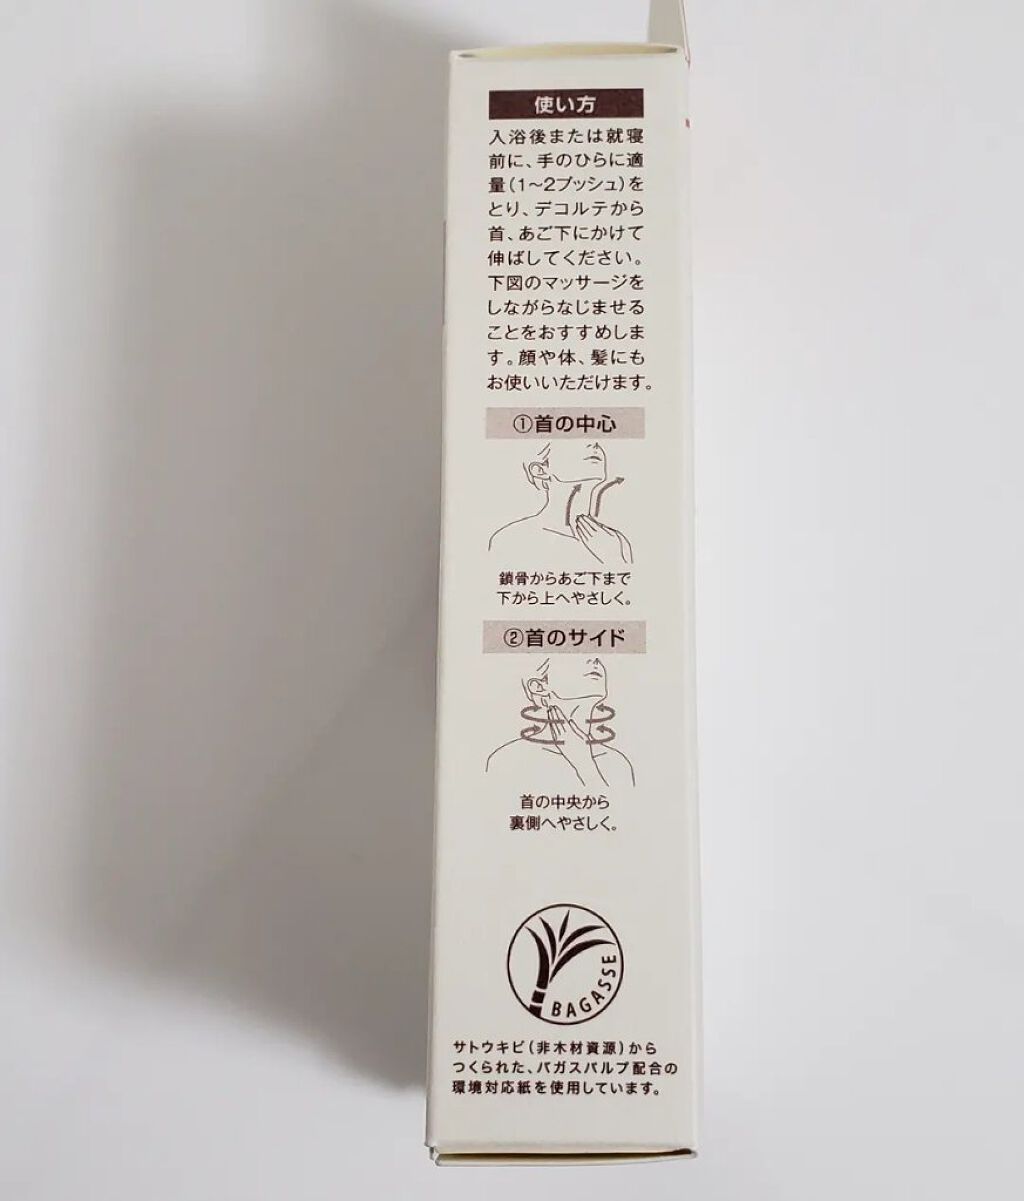 使い方
入浴後または就寝
前に、手のひらに適
量(1~2プッシュ)を
とり、デコルテから
首、あご下にかけて
伸ばしてください。
下図のマッサージを
しながらなじませる
ことをおすすめしま
す。顔や体、髪にも
お使いいただけます。
①首の中心
鎖骨からあご下まで
下から上へやさしく。
②首のサイド
首の中央から
裏側へやさしく。
BAGASSE
サトウキビ(非木材資源)から
つくられた、バガスパルプ配合の
環境対応紙を使用しています。